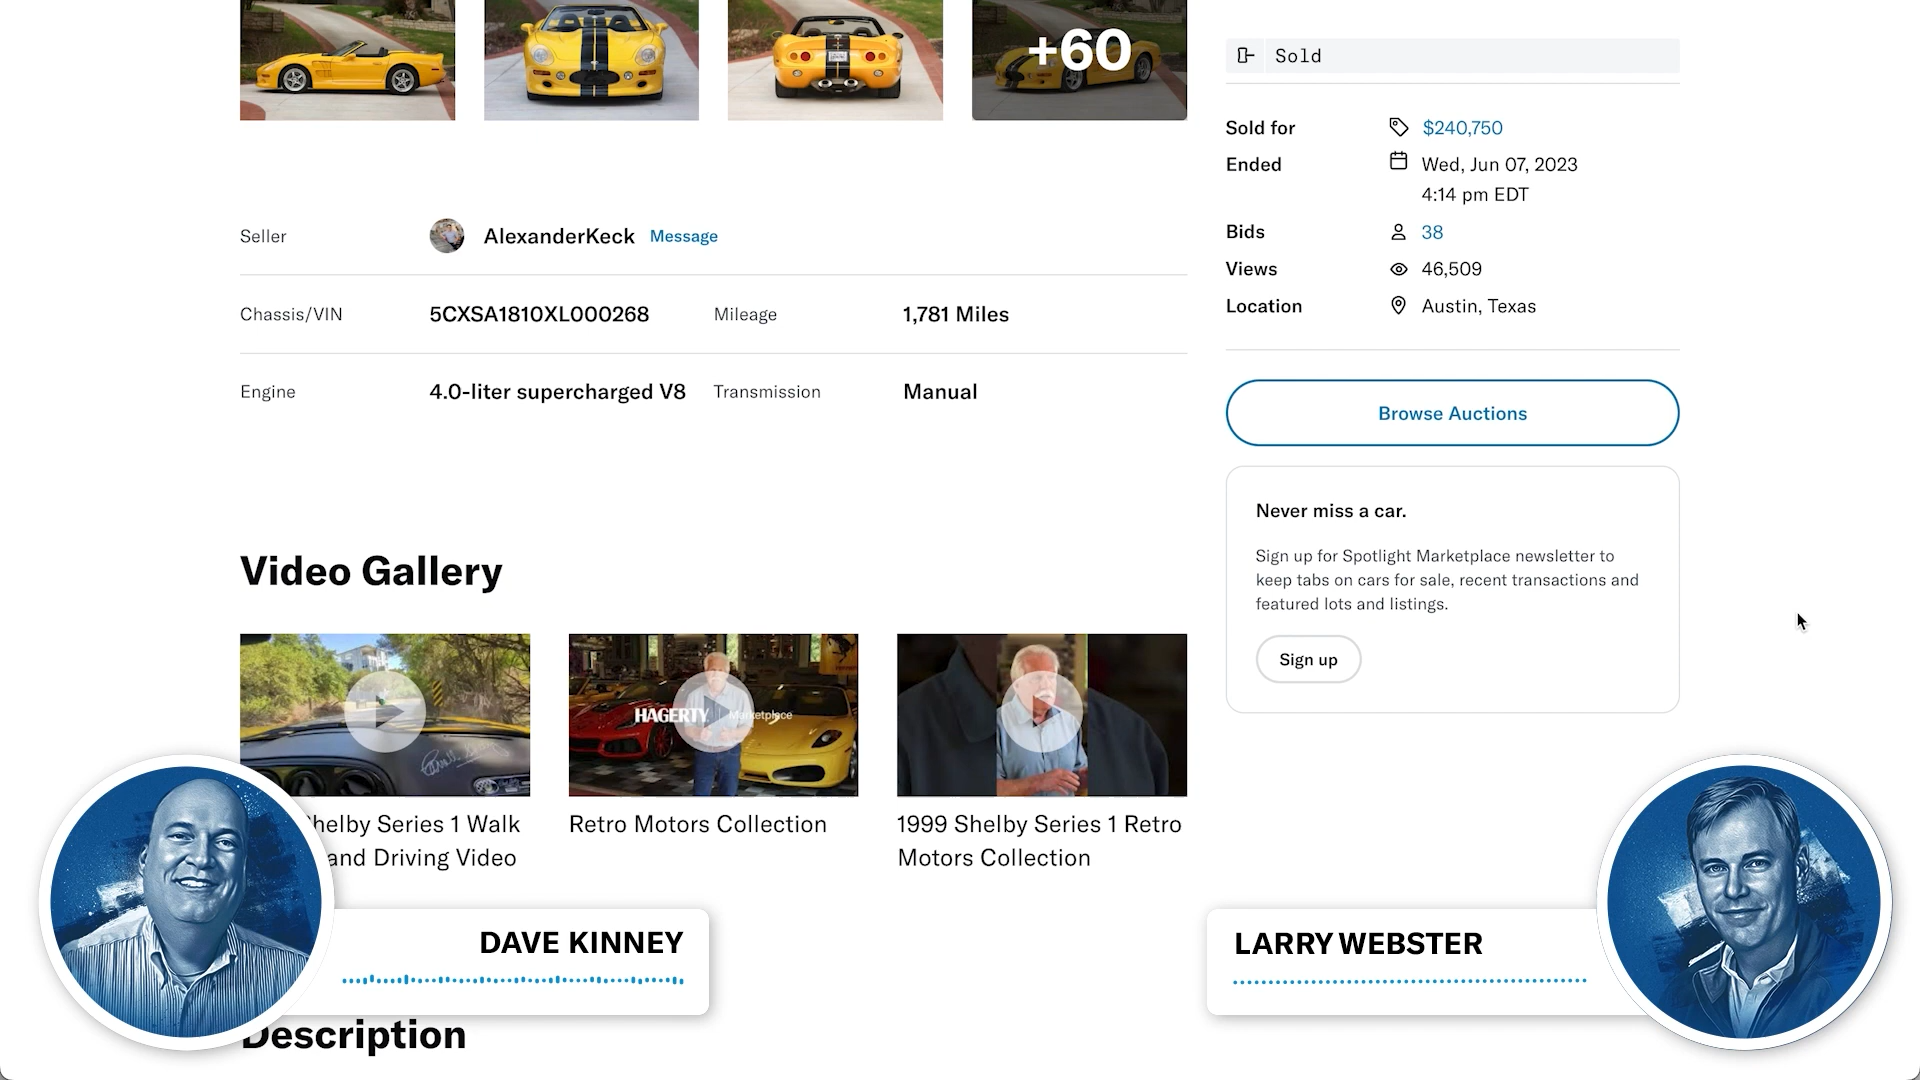 +60
Sold
Sold for
$240,750
Ended
Wed, Jun 07, 2023
4:14 pm EDT
Bids
38
Views
46,509
Location
Austin, Texas
Browse Auctions
Never miss a car.
Sign up for Spotlight Marketplace newsletter to
keep tabs on cars for sale, recent transactions and
featured lots and listings.
Sign up
Seller
AlexanderKeck
Message
Chassis/VIN
5CXSA1810XL000268
Mileage
1,781 Miles
Engine
4.0-liter supercharged V8
Transmission
Manual
Video Gallery
HAGERTY
Marketplace
Shelby Series 1 Walk
and Driving Video
Retro Motors Collection
1999 Shelby Series 1 Retro
Motors Collection
DAVE KINNEY
LARRY WEBSTER
Description